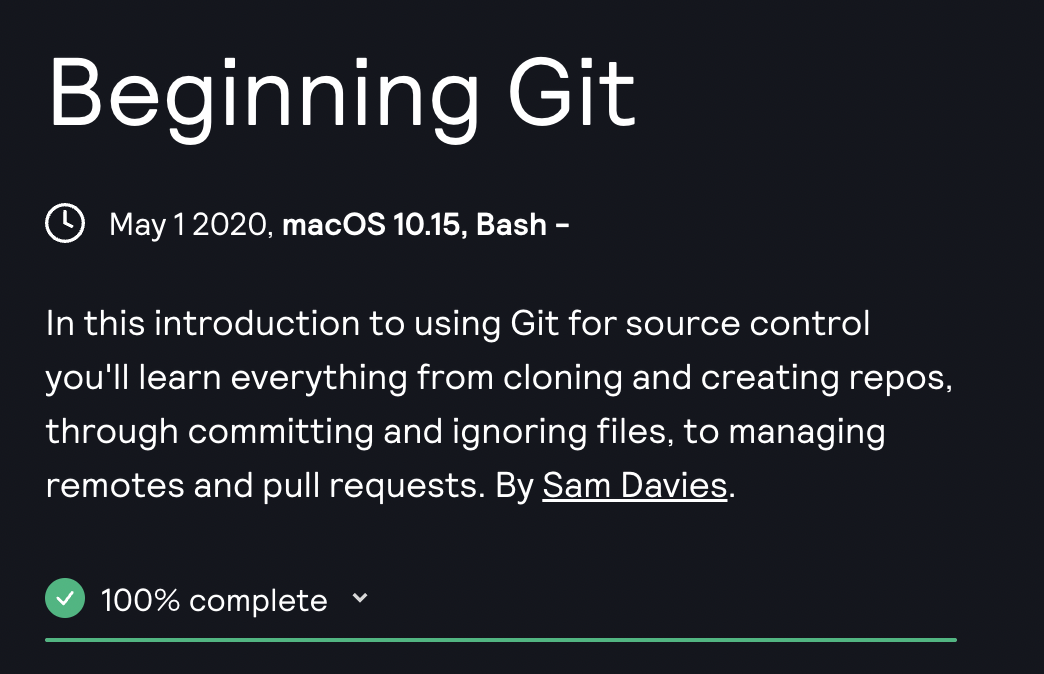 Beginning Git
May 1 2020, macOS 10.15, Bash –
In this introduction to using Git for source control
you'll learn everything from cloning and creating repos,
through committing and ignoring files, to managing
remotes and pull requests. By Sam Davies.
100% complete